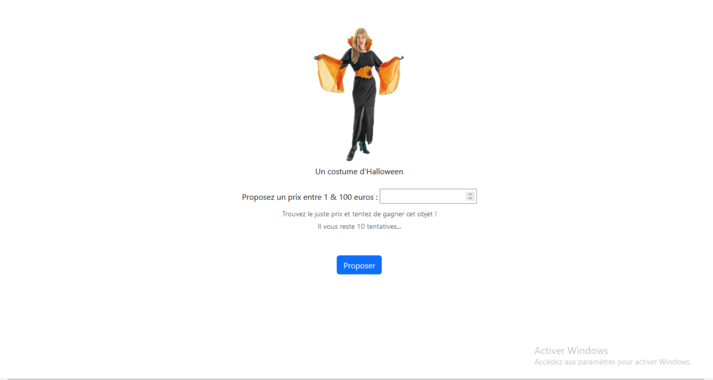 Un costume d'Halloween
Proposez un prix entre 1 & 100 euros :
Trouvez le juste prix et tentez de gagner cet objet !
Il vous reste 10 tentatives...
Proposer
Activer Windows
Accédez aux paramètres pour activer Windows.